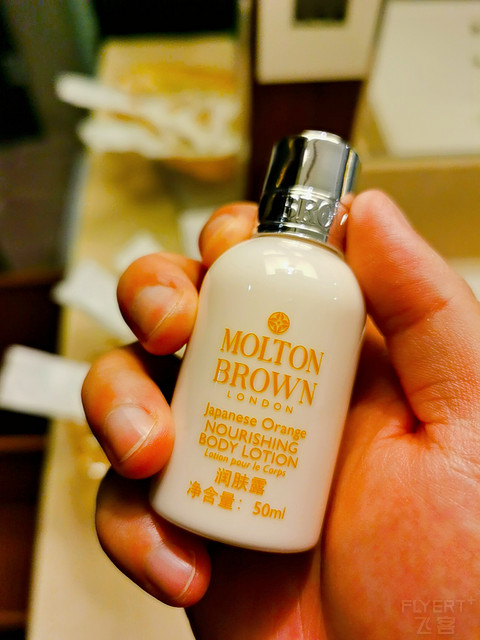 MOLTON
BROWN
LONDON
Japanese Orange
NOURISHING
BODY LOTION
Lotion pour le Corps
润肤露
净含量：50ml
FLYERT
飞客